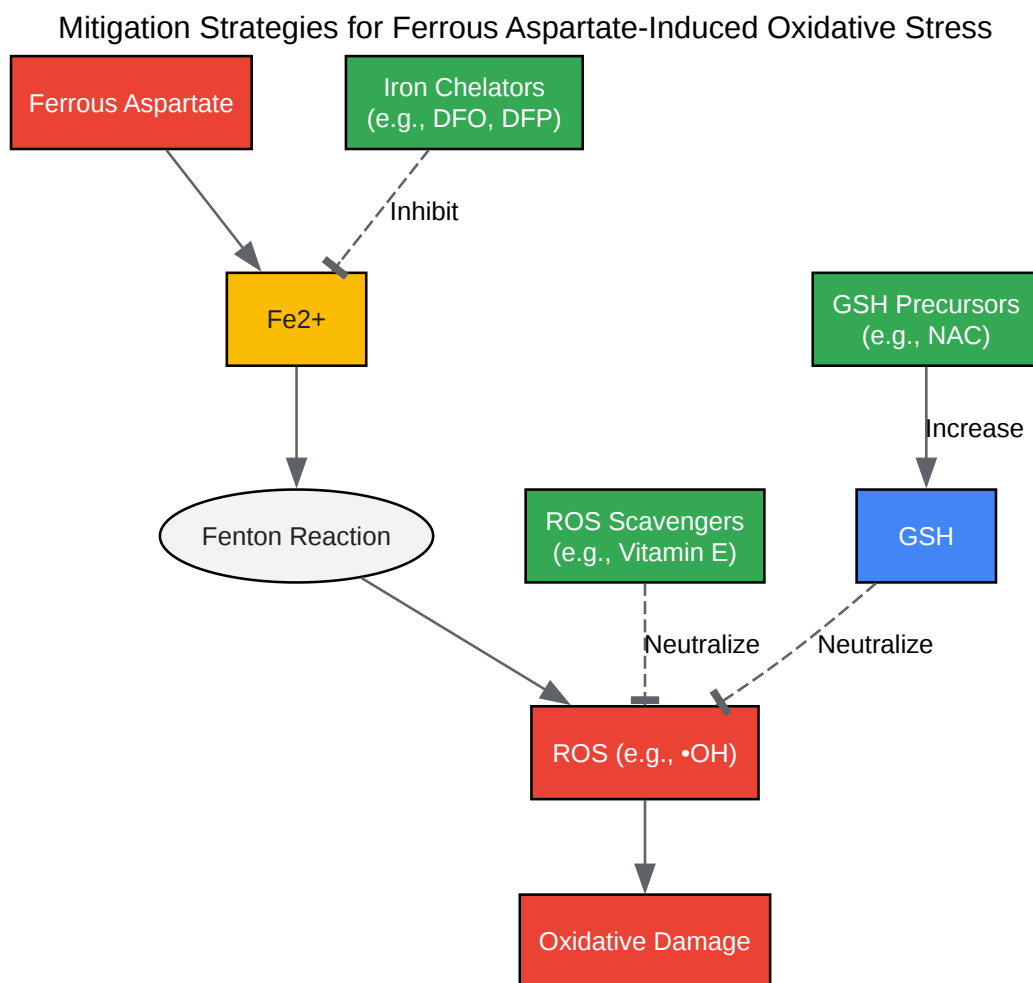 Mitigation Strategies for Ferrous Aspartate-Induced Oxidative Stress
Ferrous Aspartate
Iron Chelators
(e.g., DFO, DFP)
Inhibit
Fe2+
GSH Precursors
(e.g., NAC)
Increase
Fenton Reaction
ROS Scavengers
(e.g., Vitamin E)
GSH
Neutralize
Neutralize
ROS (e.g., •OH)
Oxidative Damage